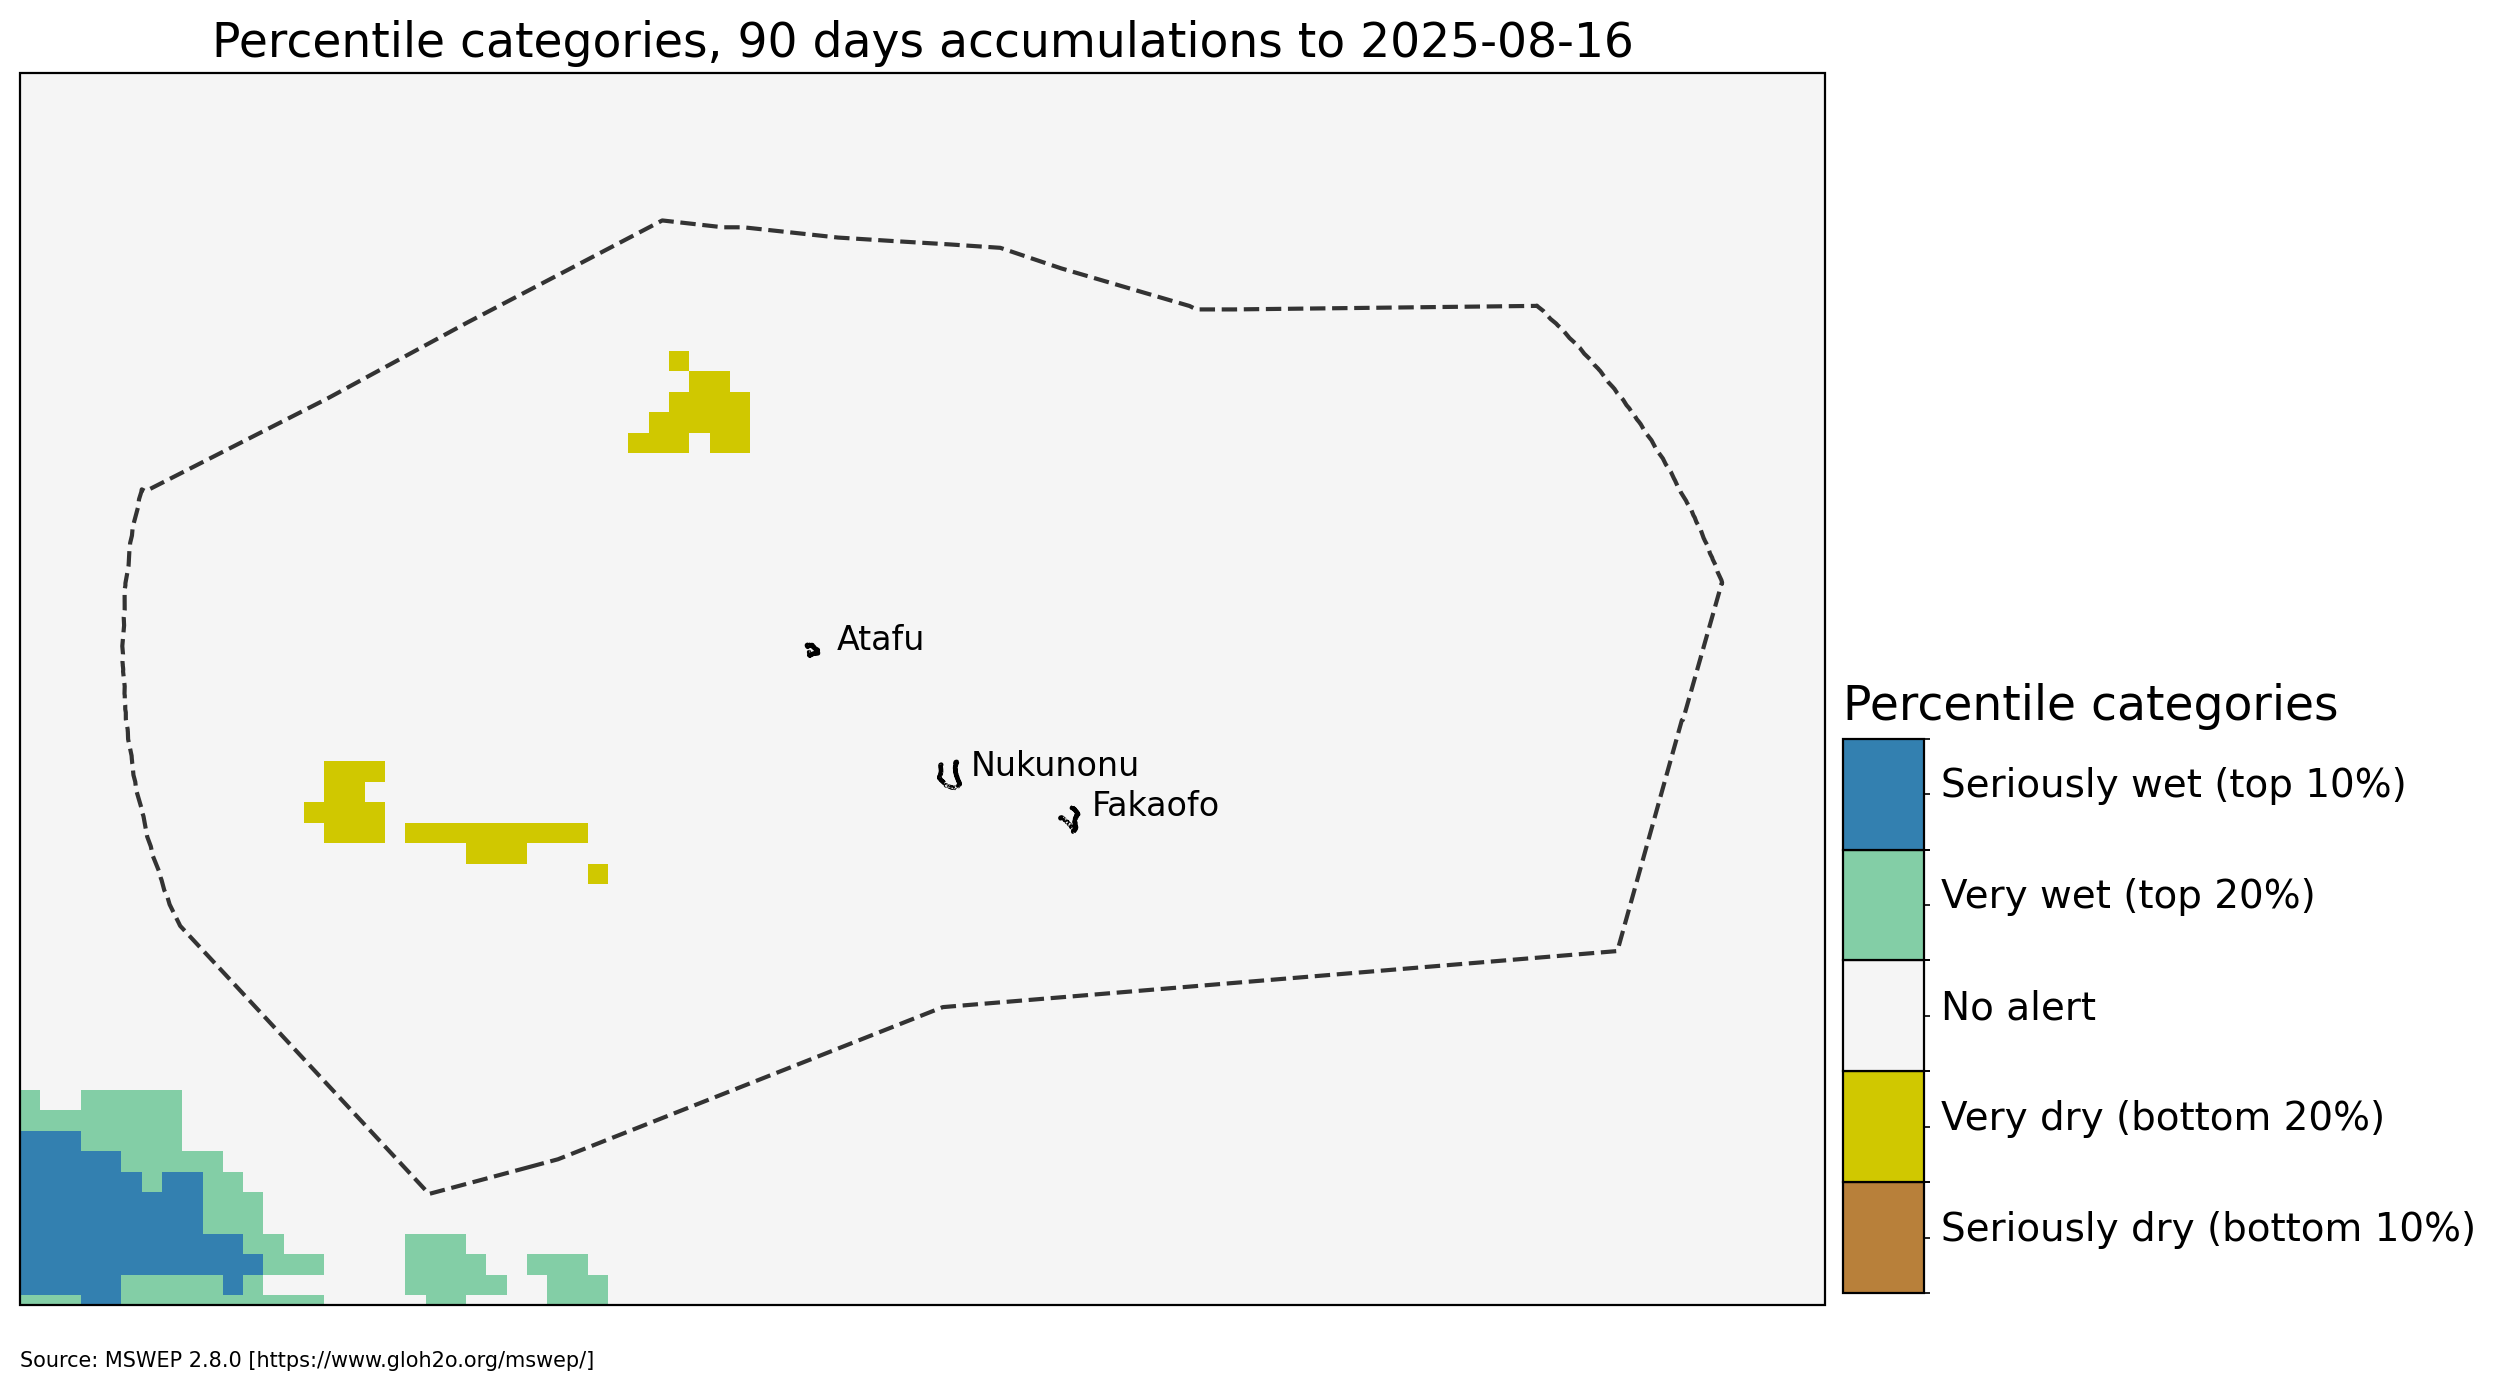 Percentile categories, 90 days accumulations to 2025-08-16
Atafu
Nukunonu
Fakaofo
Percentile categories
Seriously wet (top 10%)
Very wet (top 20%)
No alert
Very dry (bottom 20%)
Seriously dry (bottom 10%)
Source: MSWEP 2.8.0 [https://www.gloh2o.org/mswep/]